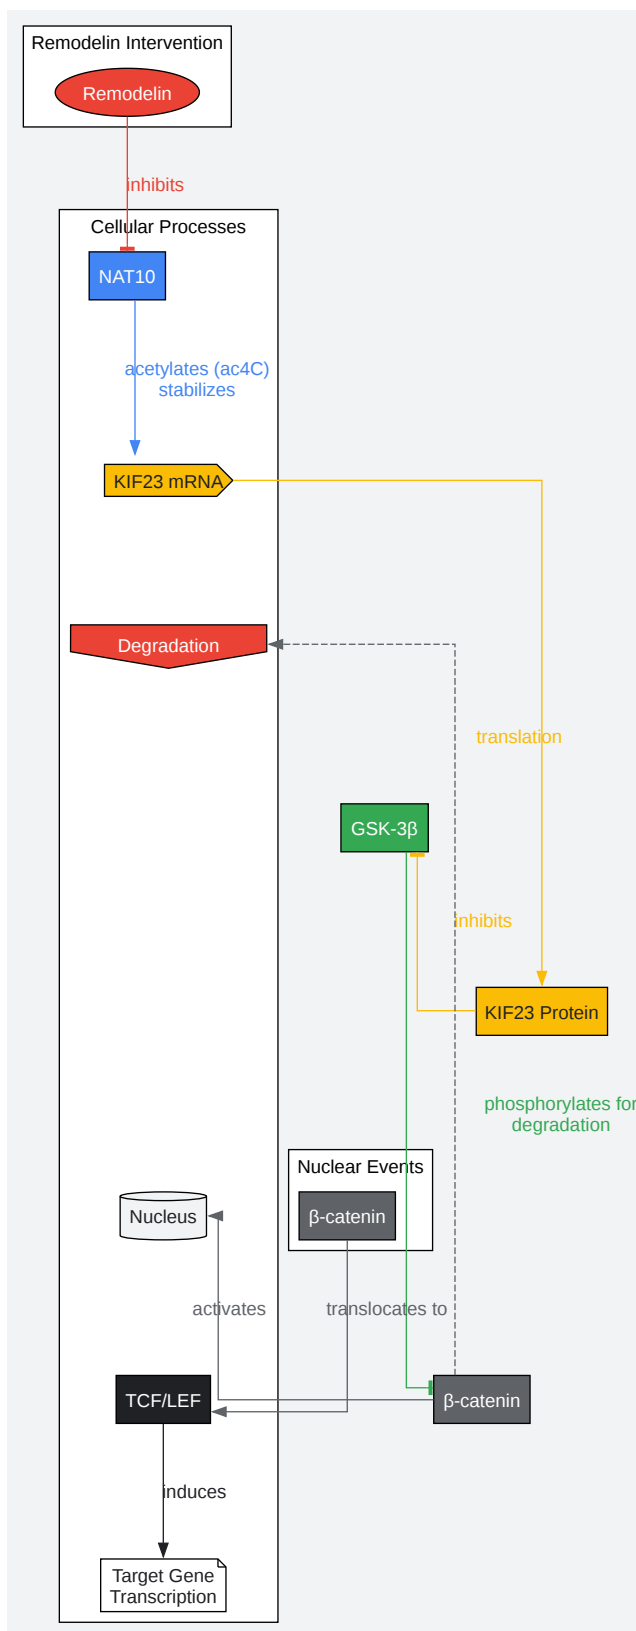 Remodelin Intervention
Remodelin
inhibits
Cellular Processes
NAT10
acetylates (ac4C)
stabilizes
KIF23 mRNA
Degradation
translation
GSK-3β
inhibits
KIF23 Protein
phosphorylates for
degradation
Nuclear Events
Nucleus
β-catenin
activates
translocates to
TCF/LEF
β-catenin
induces
Target Gene
Transcription